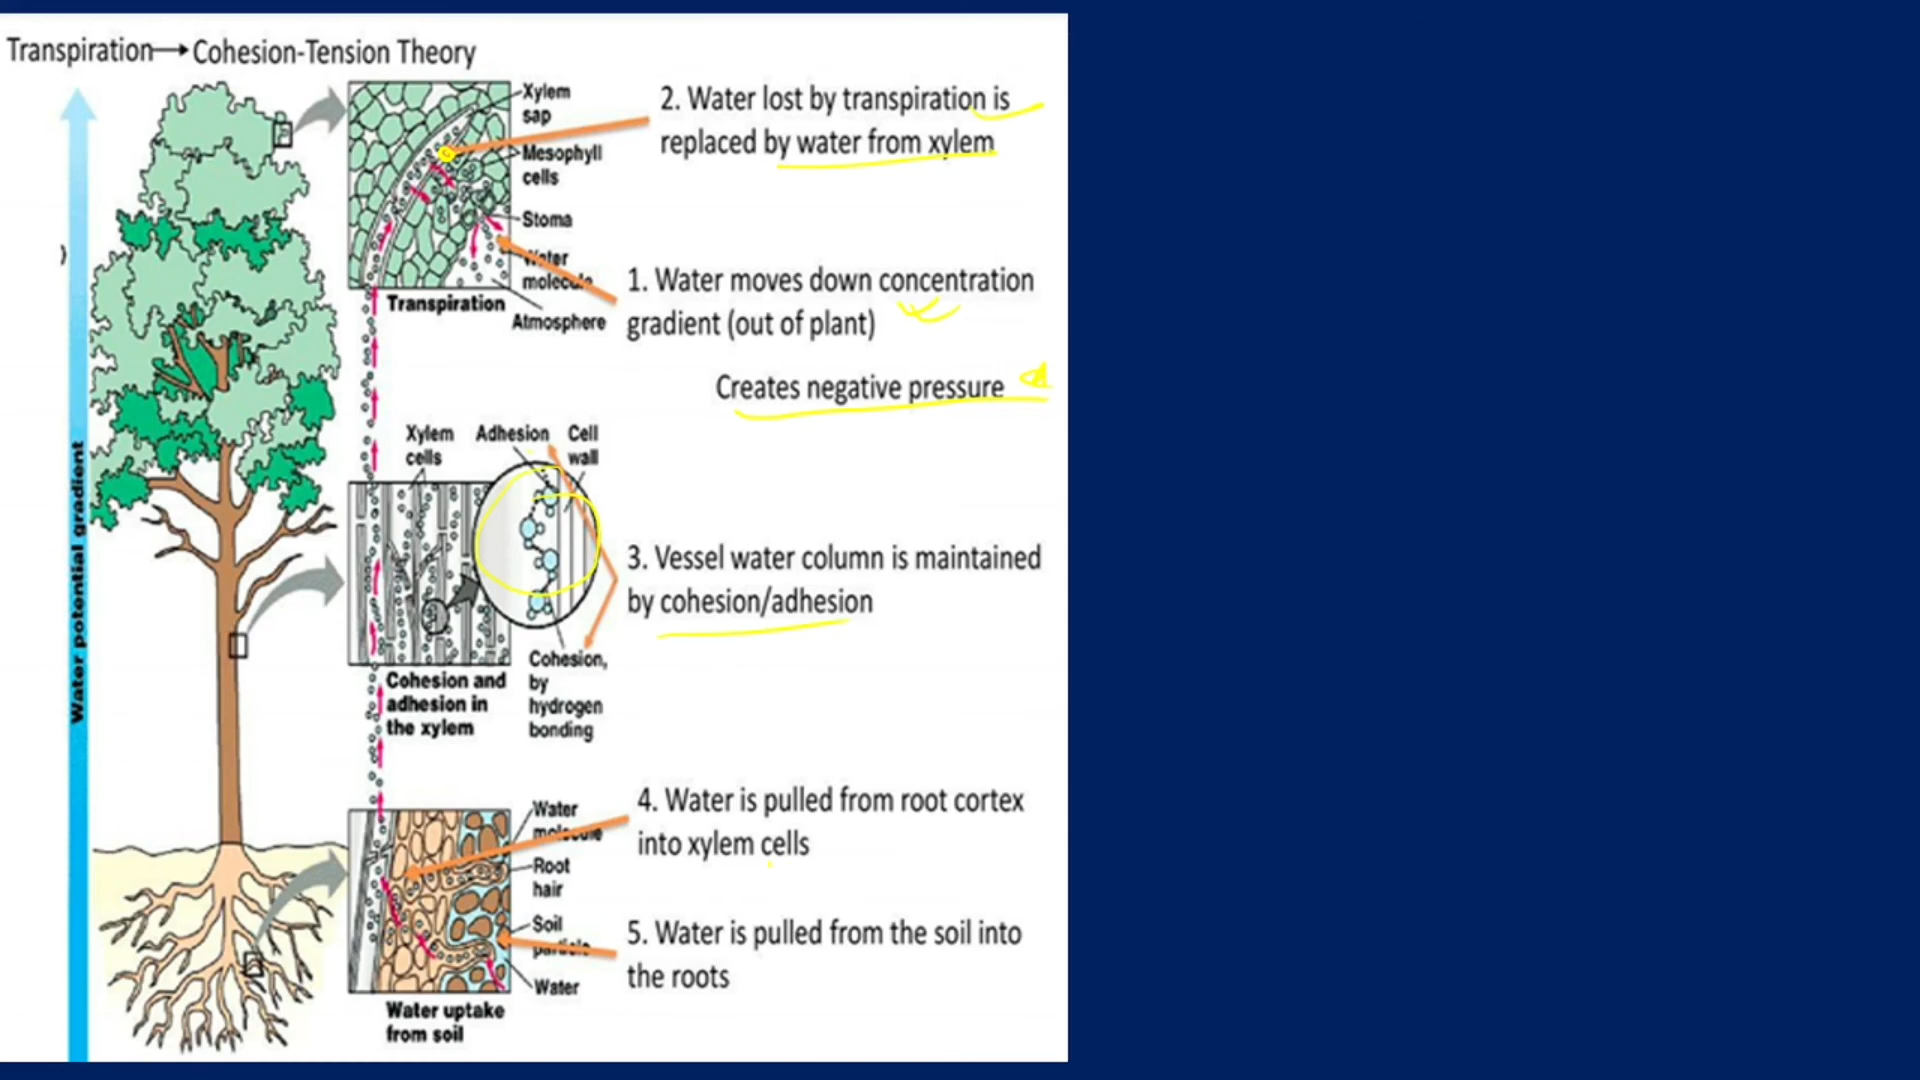 Transpiration→Cohesion-Tension Theory
Xylem
sap
Mesophyll
cells
Stoma
Water
molecule
Transpiration
Atmosphere
2. Water lost by transpiration is
replaced by water from xylem
1. Water moves down concentration
gradient (out of plant)
Creates negative pressure
Water potential gradient
Xylem
cells
Adhesion
Cell
wall
3. Vessel water column is maintained
by cohesion/adhesion
Cohesion and
adhesion in
the xylem
Cohesion,
by
hydrogen
bonding
Water
molecule
Root
hair
Soil
particle
Water
Water uptake
from soil
4. Water is pulled from root cortex
into xylem cells
5. Water is pulled from the soil into
the roots